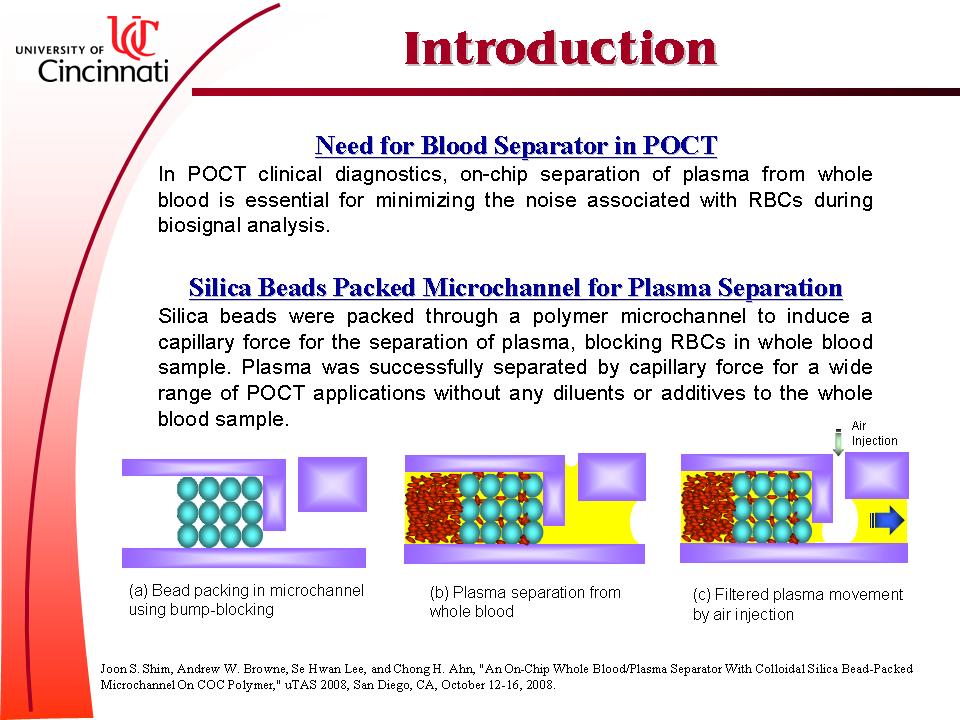 UNIVERSITY OF
UC
Cincinnati
Introduction
Need for Blood Separator in POCT
In POCT clinical diagnostics, on-chip separation of plasma from whole
blood is essential for minimizing the noise associated with RBCs during
biosignal analysis.
Silica Beads Packed Microchannel for Plasma Separation
Silica beads were packed through a polymer microchannel to induce a
capillary force for the separation of plasma, blocking RBCs in whole blood
sample. Plasma was successfully separated by capillary force for a wide
range of POCT applications without any diluents or additives to the whole
blood sample.
Air
Injection
(a) Bead packing in microchannel
using bump-blocking
(b) Plasma separation from
whole blood
(c) Filtered plasma movement
by air injection
Joon S. Shim, Andrew W. Browne, Se Hwan Lee, and Chong H. Ahn, "An On-Chip Whole Blood/Plasma Separator With Colloidal Silica Bead-Packed
Microchannel On COC Polymer," uTAS 2008, San Diego, CA, October 12-16, 2008.